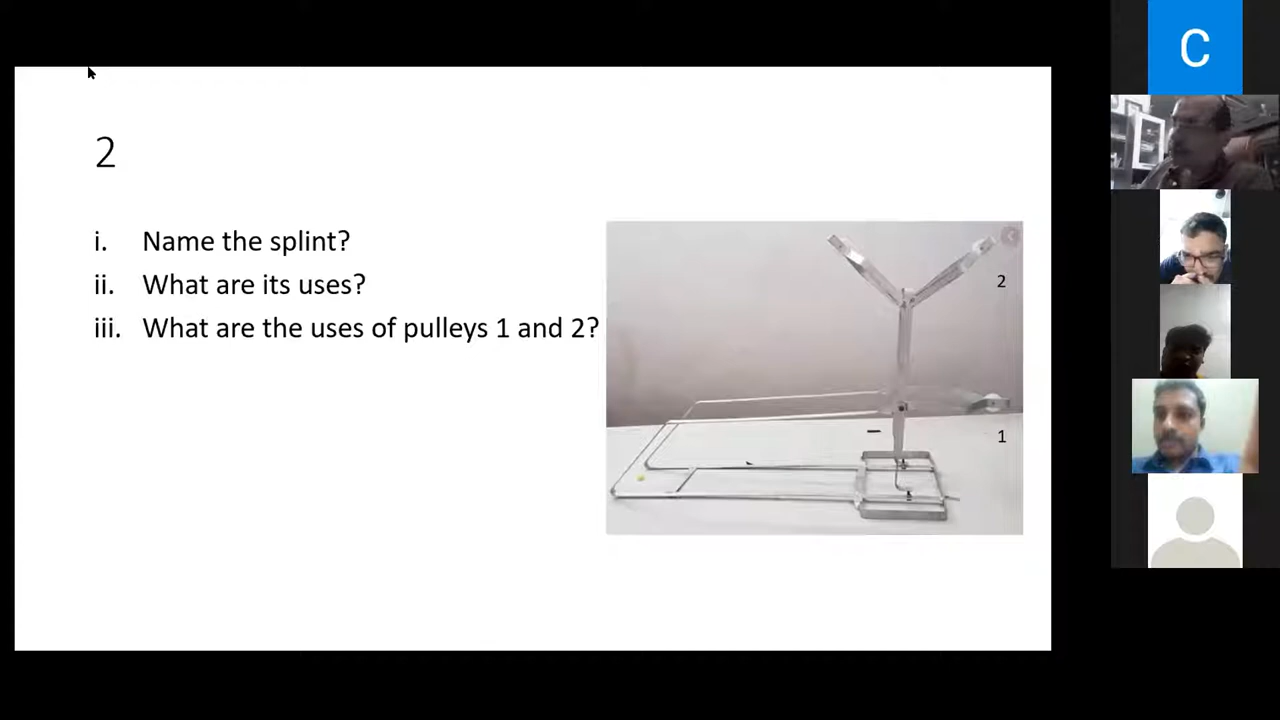 2
i. Name the splint?
ii. What are its uses?
iii. What are the uses of pulleys 1 and 2?
2
1
C